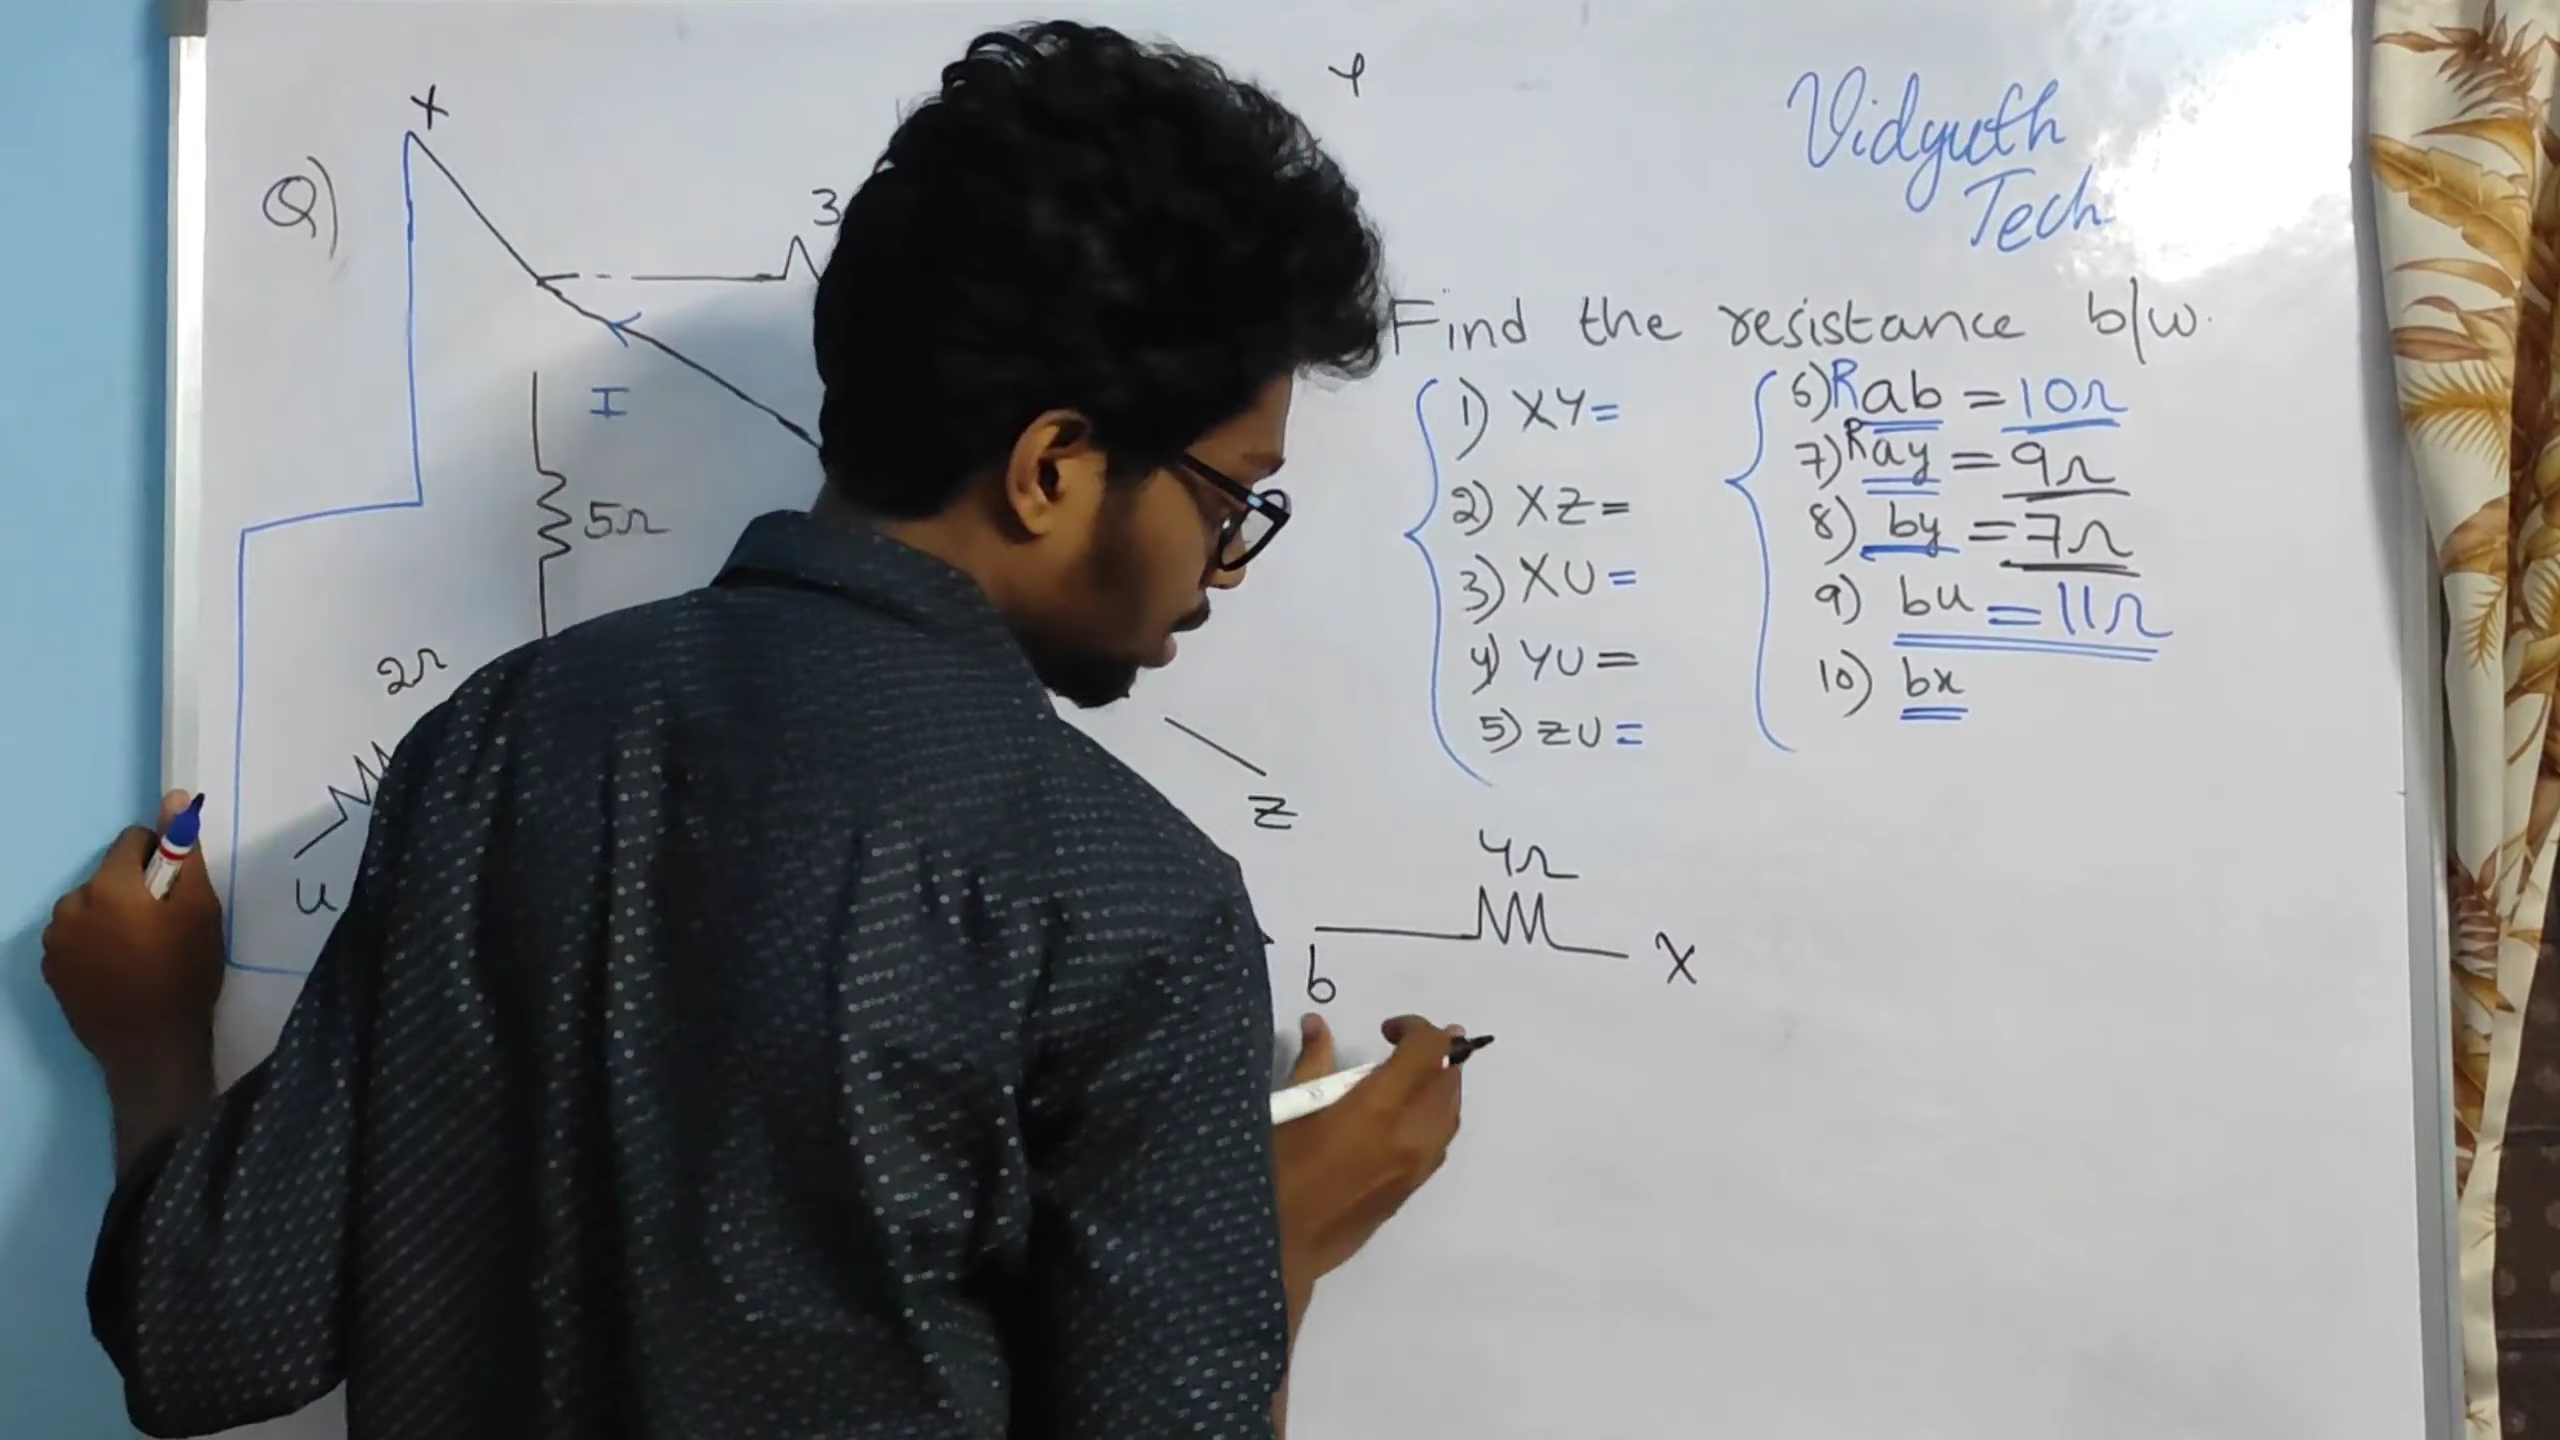 X
Y
Q)
3
I
5Ω
2Ω
u
Z
Vidyuth
Tech
Find the resistance b/w.
1) XY=
2) XZ=
3) XU=
4) YU=
5) ZU=
6) Rab = 10Ω
7) Ray = 9Ω
8) by = 7Ω
9) bu = 11Ω
10) bx
4Ω
b
X